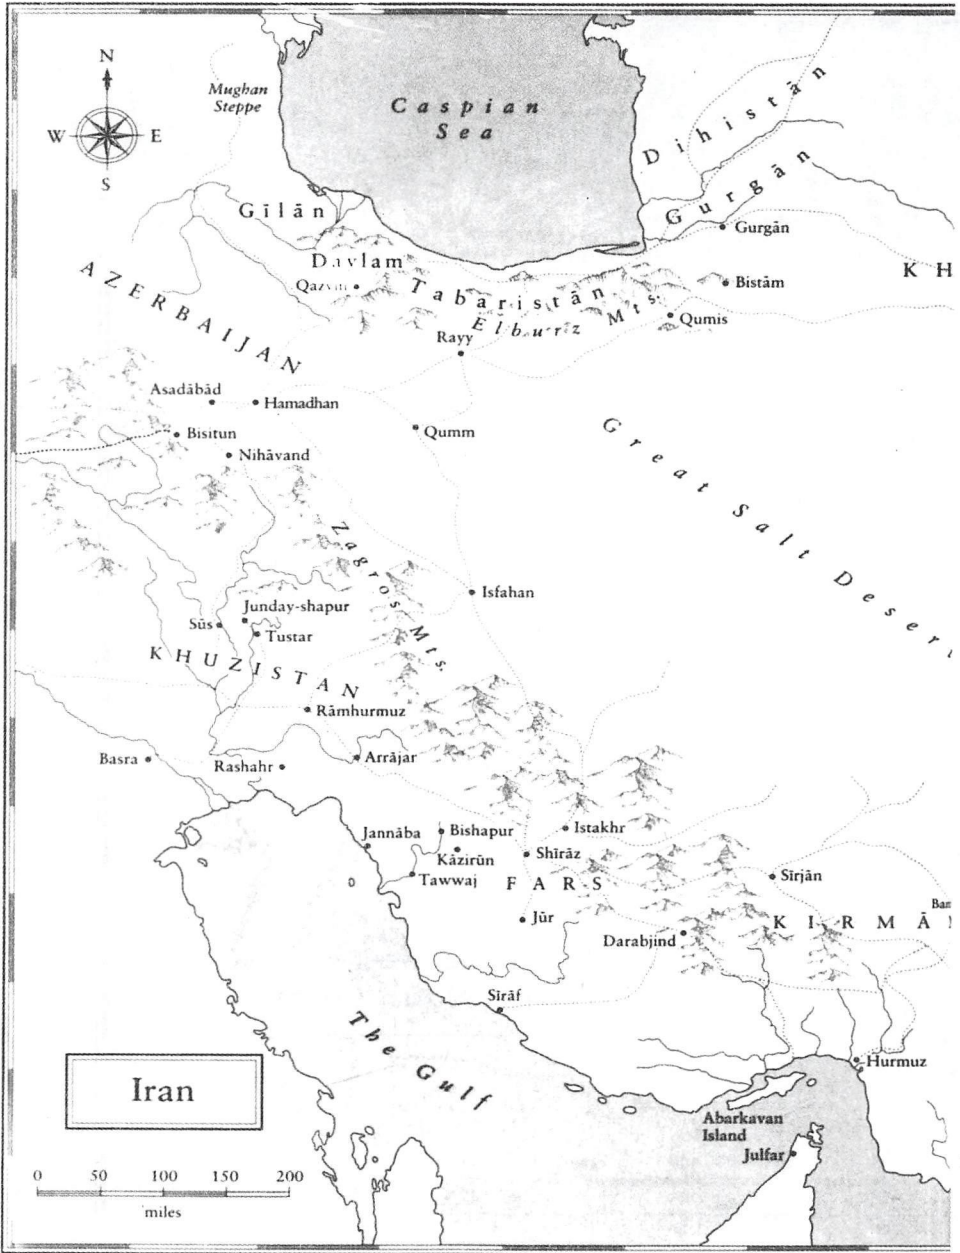 N
W
E
S
Mughan
Steppe
Caspian
Sea
Dihistān
Gurgān
Gurgān
Gīlān
Daylam
AZERBAIJAN
Tabaristān
Elburz Mts.
Bistām
KH
Qumis
Rayy
Asadābād
Hamadhan
Bisitun
Nihāvand
Qumm
Great Salt Desert
Zagros Mts.
Isfahan
Junday-shapur
Sūs
Tustar
KHUZISTAN
Rāmhurmuz
Basra
Rashahr
Arrājar
Jannāba
Bishapur
Istakhr
Kāzirūn
Shīrāz
Tawwaj
FARS
Sīrjān
Jūr
Bam
KIRMĀ
Darabjind
Sīrāf
The Gulf
Hurmuz
Iran
Abarkavan
Island
Julfar
0 50 100 150 200
miles